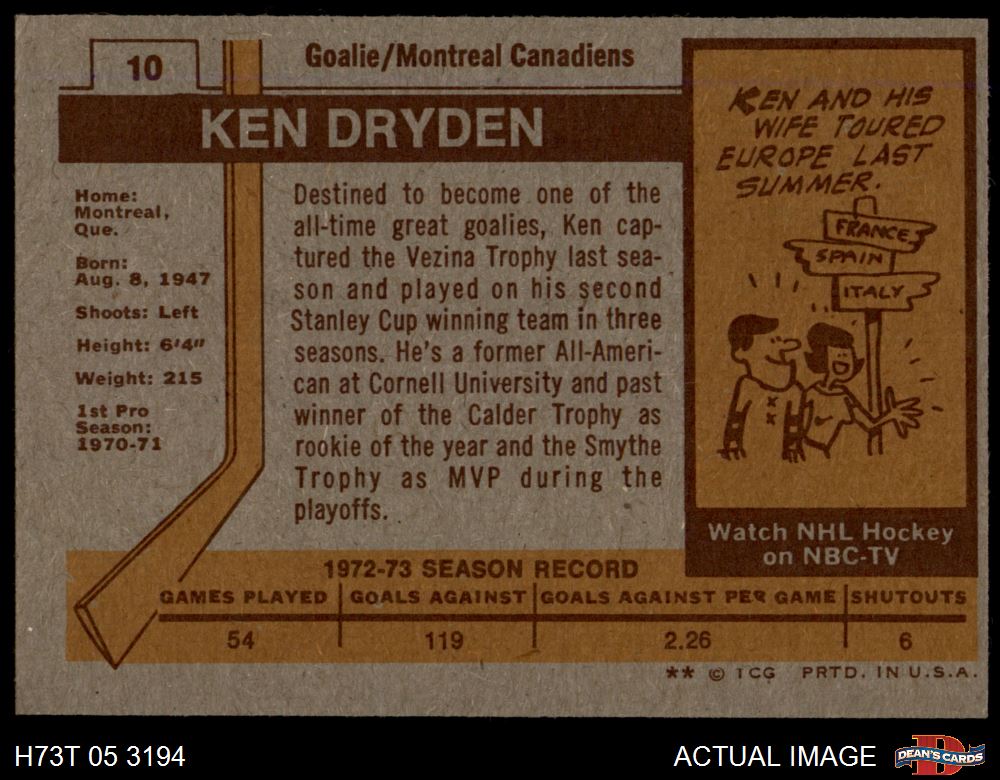 10
Goalie/Montreal Canadiens
KEN DRYDEN
Home:
Montreal,
Que.
Born:
Aug. 8, 1947
Shoots: Left
Height: 6'4"
Weight: 215
1st Pro
Season:
1970-71
Destined to become one of the
all-time great goalies, Ken cap-
tured the Vezina Trophy last sea-
son and played on his second
Stanley Cup winning team in three
seasons. He's a former All-Ameri-
can at Cornell University and past
winner of the Calder Trophy as
rookie of the year and the Smythe
Trophy as MVP during the
playoffs.
KEN AND HIS
WIFE TOURED
EUROPE LAST
SUMMER.
FRANCE
SPAIN
ITALY
Watch NHL Hockey
on NBC-TV
1972-73 SEASON RECORD
GAMES PLAYED GOALS AGAINST GOALS AGAINST PER GAME SHUTOUTS
54 119 2.26 6
** © TCG PRTD. IN U.S.A.
H73T 05 3194
ACTUAL IMAGE
D
DEAN'S CARDS